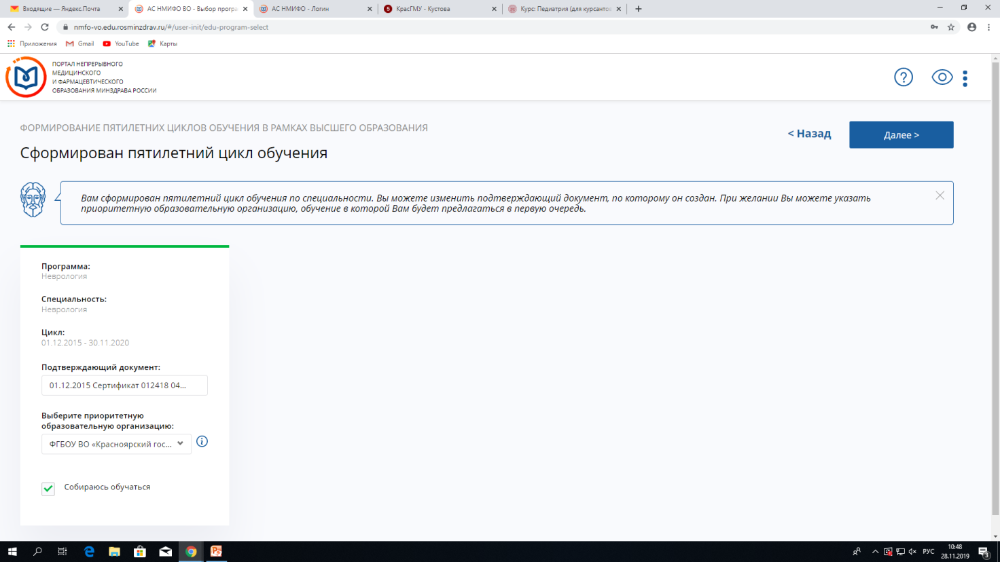 Входящие — Яндекс.Почта
АС НМИФО ВО - Выбор програ
АС НМИФО - Логин
5 КрасГМУ - Кустова
Курс: Педиатрия (для курсантов
nmfo-vo.edu.rosminzdrav.ru/#/user-init/edu-program-select
Приложения Gmail YouTube Карты
ПОРТАЛ НЕПРЕРЫВНОГО
МЕДИЦИНСКОГО
И ФАРМАЦЕВТИЧЕСКОГО
ОБРАЗОВАНИЯ МИНЗДРАВА РОССИИ
ФОРМИРОВАНИЕ ПЯТИЛЕТНИХ ЦИКЛОВ ОБУЧЕНИЯ В РАМКАХ ВЫСШЕГО ОБРАЗОВАНИЯ
< Назад
Далее >
Сформирован пятилетний цикл обучения
Вам сформирован пятилетний цикл обучения по специальности. Вы можете изменить подтверждающий документ, по которому он создан. При желании Вы можете указать
приоритетную образовательную организацию, обучение в которой Вам будет предлагаться в первую очередь.
Программа:
Неврология
Специальность:
Неврология
Цикл:
01.12.2015 - 30.11.2020
Подтверждающий документ:
01.12.2015 Сертификат 012418 04...
Выберите приоритетную
образовательную организацию:
ФГБОУ ВО «Красноярский гос...
Собираюсь обучаться
РУС
10:48
28.11.2019
3